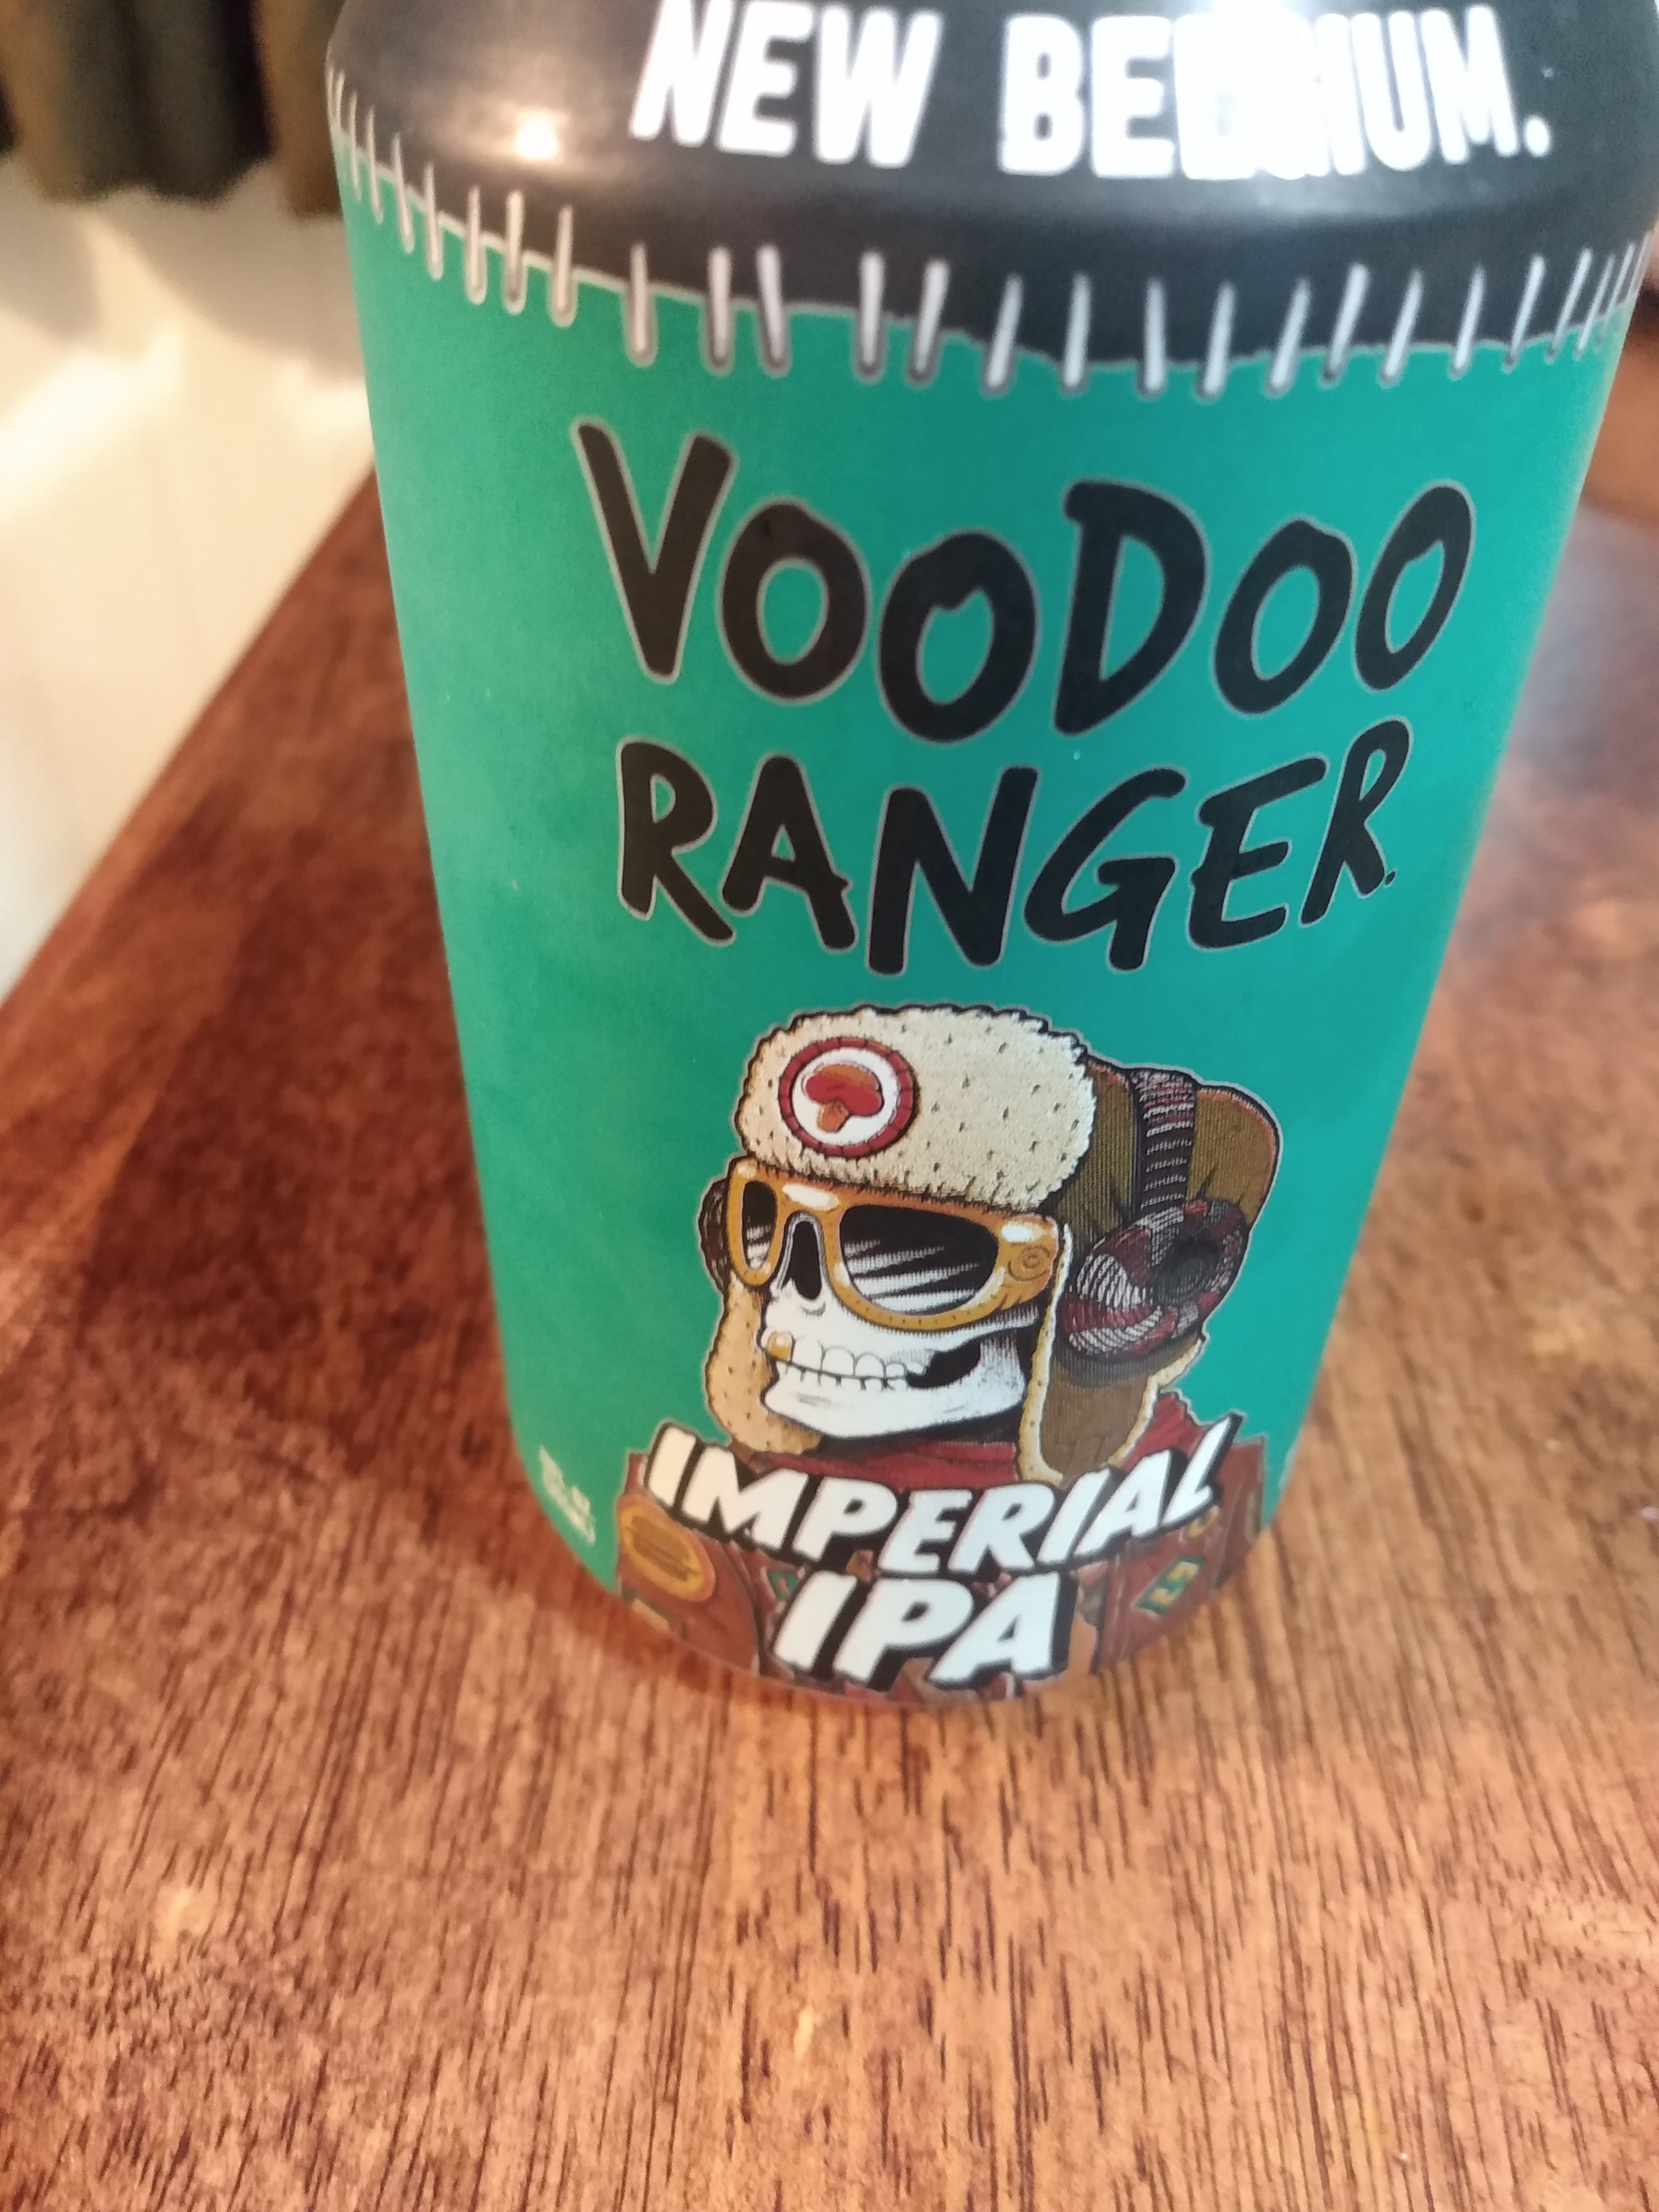 NEW BELGIUM.
VOODOO
RANGER
IMPERIAL
IPA